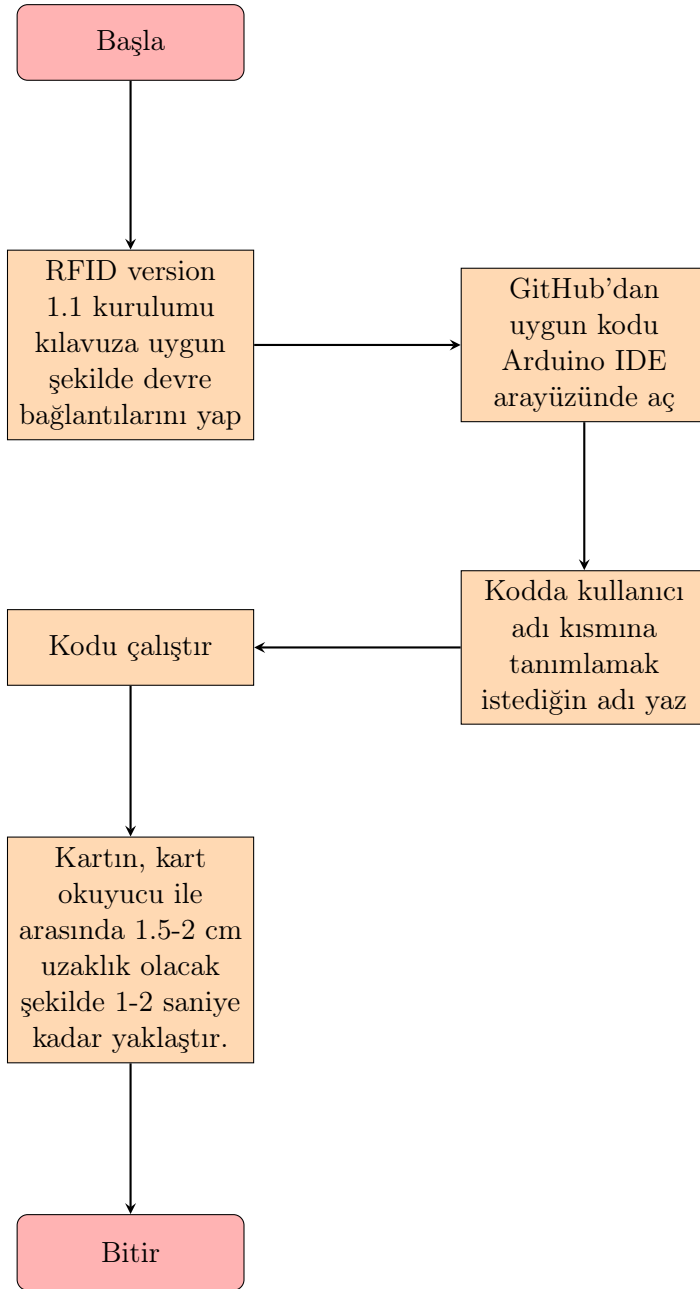 Başla
RFID version
1.1 kurulumu
kılavuza uygun
şekilde devre
bağlantılarını yap
GitHub'dan
uygun kodu
Arduino IDE
arayüzünde aç
Kodda kullanıcı
adı kısmına
tanımlamak
istediğin adı yaz
Kodu çalıştır
Kartın, kart
okuyucu ile
arasında 1.5-2 cm
uzaklık olacak
şekilde 1-2 saniye
kadar yaklaştır.
Bitir